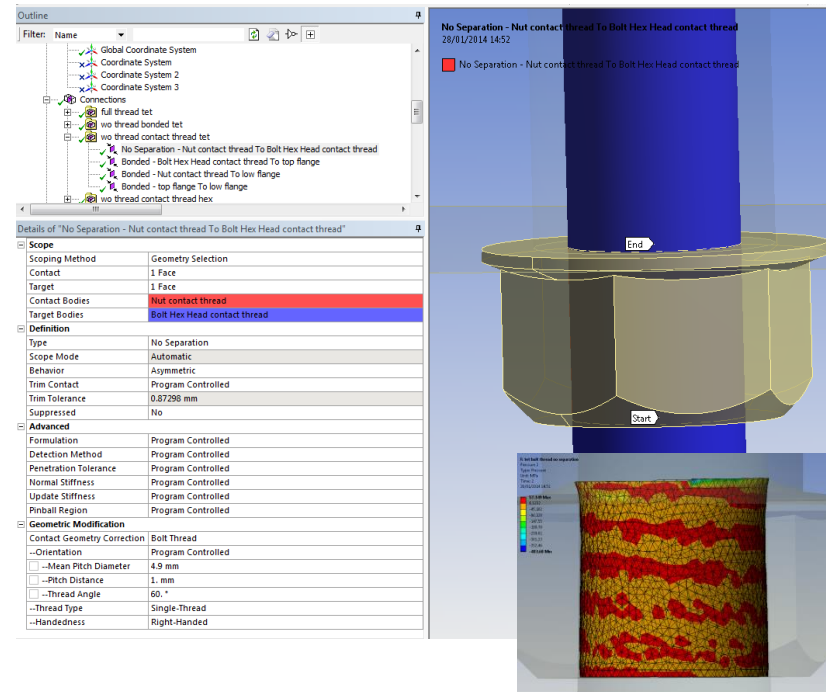 Outline
Filter: Name
Global Coordinate System
Coordinate System
Coordinate System 2
Coordinate System 3
Connections
full thread tet
wo thread bonded tet
wo thread contact thread tet
No Separation - Nut contact thread To Bolt Hex Head contact thread
Bonded - Bolt Hex Head contact thread To top flange
Bonded - Nut contact thread To low flange
Bonded - top flange To low flange
wo thread contact thread hex
Details of "No Separation - Nut contact thread To Bolt Hex Head contact thread"
Scope
Scoping Method Geometry Selection
Contact 1 Face
Target 1 Face
Contact Bodies Nut contact thread
Target Bodies Bolt Hex Head contact thread
Definition
Type No Separation
Scope Mode Automatic
Behavior Asymmetric
Trim Contact Program Controlled
Trim Tolerance 0.87298 mm
Suppressed No
Advanced
Formulation Program Controlled
Detection Method Program Controlled
Penetration Tolerance Program Controlled
Normal Stiffness Program Controlled
Update Stiffness Program Controlled
Pinball Region Program Controlled
Geometric Modification
Contact Geometry Correction Bolt Thread
--Orientation Program Controlled
--Mean Pitch Diameter 4.9 mm
--Pitch Distance 1. mm
--Thread Angle 60. °
--Thread Type Single-Thread
--Handedness Right-Handed
No Separation - Nut contact thread To Bolt Hex Head contact thread
28/01/2014 14:52
No Separation - Nut contact thread To Bolt Hex Head contact thread
End
Start